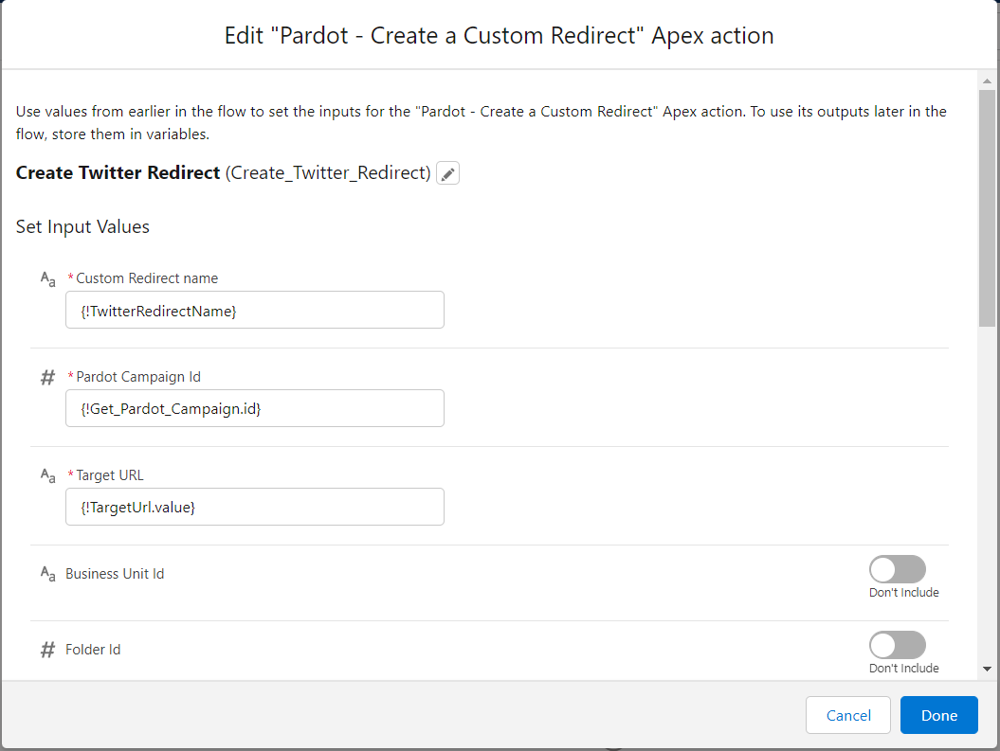 Edit "Pardot - Create a Custom Redirect" Apex action
Use values from earlier in the flow to set the inputs for the "Pardot - Create a Custom Redirect" Apex action. To use its outputs later in the
flow, store them in variables.
Create Twitter Redirect (Create_Twitter_Redirect)
Set Input Values
Aa *Custom Redirect name
{!TwitterRedirectName}
# *Pardot Campaign Id
{!Get_Pardot_Campaign.id}
Aa *Target URL
{!TargetUrl.value}
Aa Business Unit Id
Don't Include
# Folder Id
Don't Include
Cancel Done